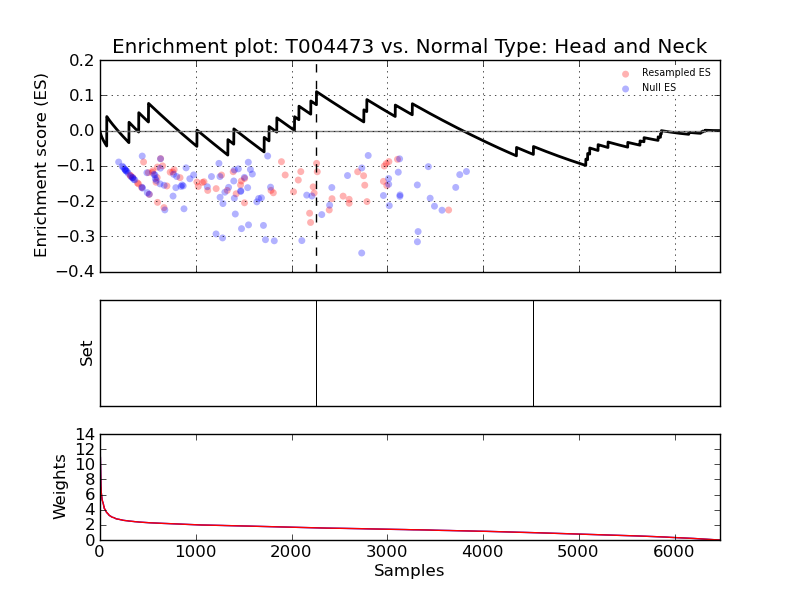 Enrichment plot: T004473 vs. Normal Type: Head and Neck
Enrichment score (ES)
0.2
0.1
0.0
−0.1
−0.2
−0.3
−0.4
Resampled ES
Null ES
Set
Weights
14
12
10
8
6
4
2
0
0 1000 2000 3000 4000 5000 6000
Samples